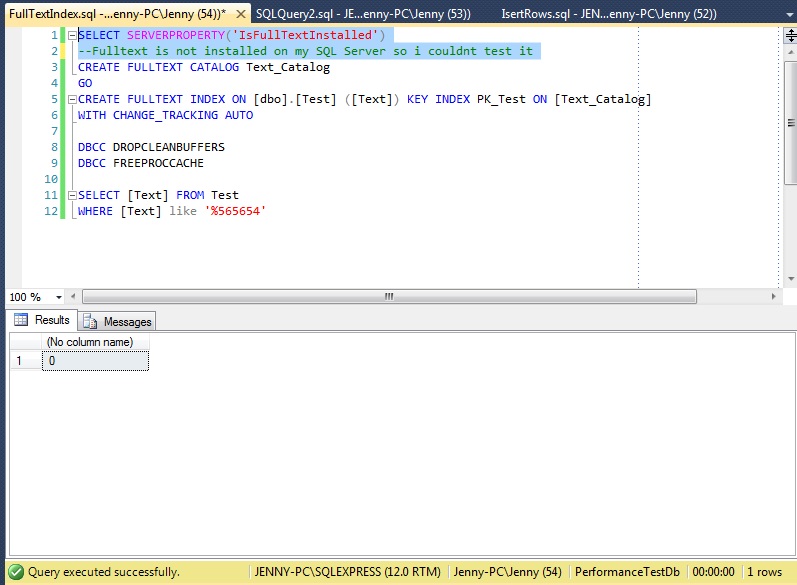 FullTextIndex.sql -...enny-PC\Jenny (54))* SQLQuery2.sql - JE...enny-PC\Jenny (53)) IsertRows.sql - JEN...enny-PC\Jenny (52))
1 SELECT SERVERPROPERTY('IsFullTextInstalled')
2 --Fulltext is not installed on my SQL Server so i couldnt test it
3 CREATE FULLTEXT CATALOG Text_Catalog
4 GO
5 CREATE FULLTEXT INDEX ON [dbo].[Test] ([Text]) KEY INDEX PK_Test ON [Text_Catalog]
6 WITH CHANGE_TRACKING AUTO
7
8 DBCC DROPCLEANBUFFERS
9 DBCC FREEPROCCACHE
10
11 SELECT [Text] FROM Test
12 WHERE [Text] like '%565654'
100 %
Results Messages
(No column name)
1 0
Query executed successfully. JENNY-PC\SQLEXPRESS (12.0 RTM) Jenny-PC\Jenny (54) PerformanceTestDb 00:00:00 1 rows